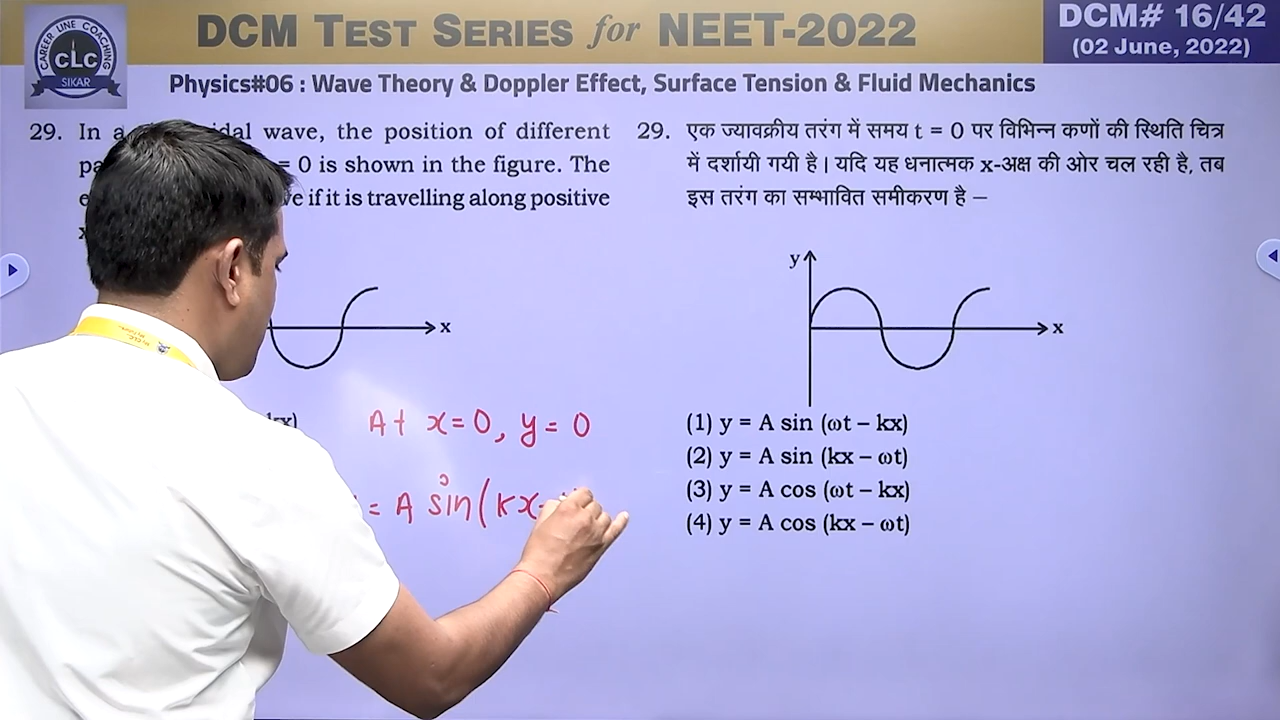 CAREER LINE COACHING
CLC
SIKAR
DCM TEST SERIES for NEET-2022
DCM# 16/42
(02 June, 2022)
Physics#06 : Wave Theory & Doppler Effect, Surface Tension & Fluid Mechanics
29. In a dal wave, the position of different
= 0 is shown in the figure. The
if it is travelling along positive
x
kx)
At x=0, y=0
= A sin(kx-
29. एक ज्यावक्रीय तरंग में समय t = 0 पर विभिन्न कणों की स्थिति चित्र
में दर्शायी गयी है। यदि यह धनात्मक x-अक्ष की ओर चल रही है, तब
इस तरंग का सम्भावित समीकरण है –
y
x
(1) y = A sin (ωt – kx)
(2) y = A sin (kx – ωt)
(3) y = A cos (ωt – kx)
(4) y = A cos (kx – ωt)